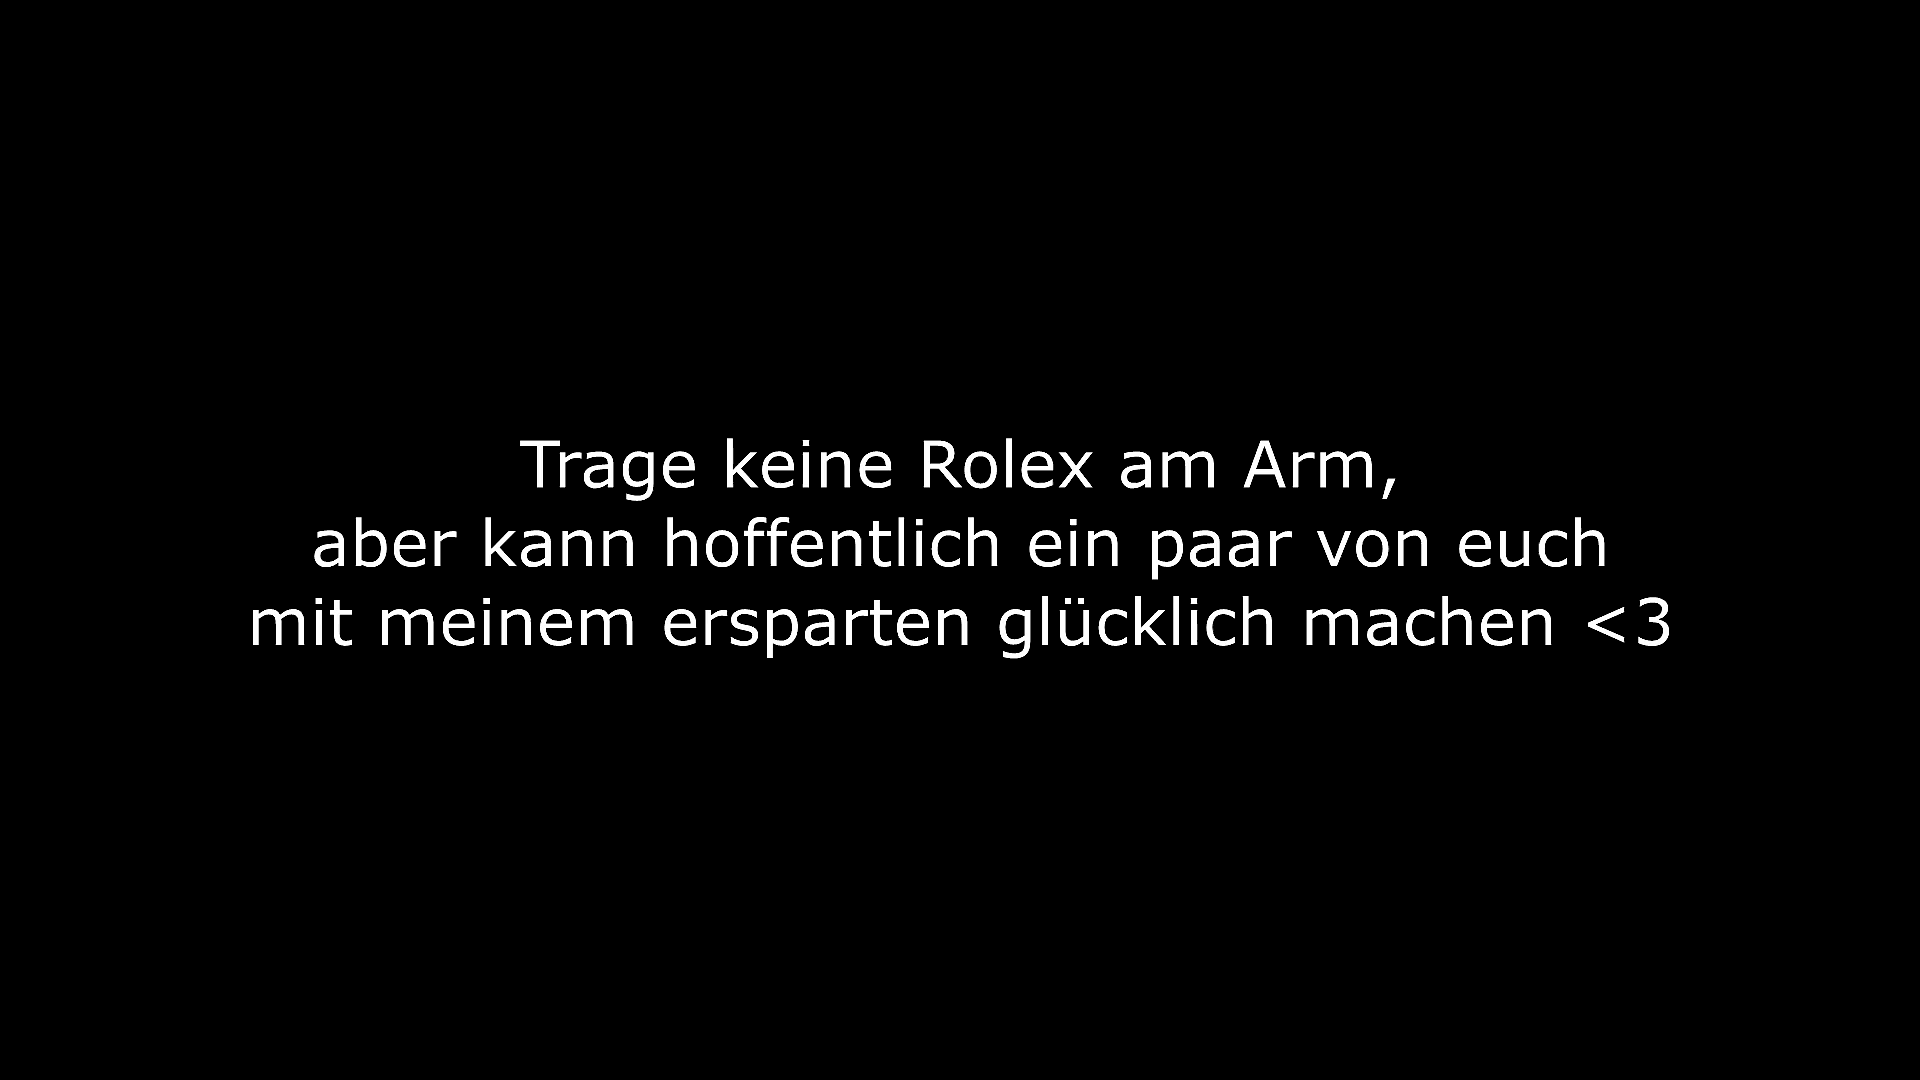 Trage keine Rolex am Arm,
aber kann hoffentlich ein paar von euch
mit meinem ersparten glücklich machen <3